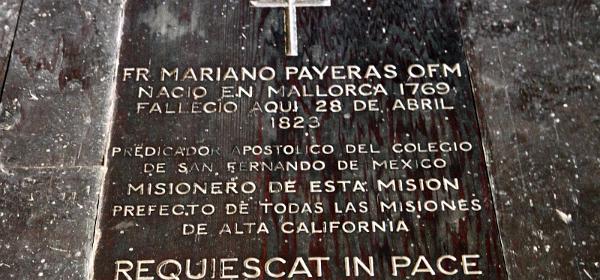 FR. MARIANO PAYERAS O.F.M.
NACIO EN MALLORCA 1769
FALLECIO AQUI 28 DE ABRIL
1823
PREDICADOR APOSTOLICO DEL COLEGIO
DE SAN FERNANDO DE MEXICO
MISIONERO DE ESTA MISION
PREFECTO DE TODAS LAS MISIONES
DE ALTA CALIFORNIA
REQUIESCAT IN PACE